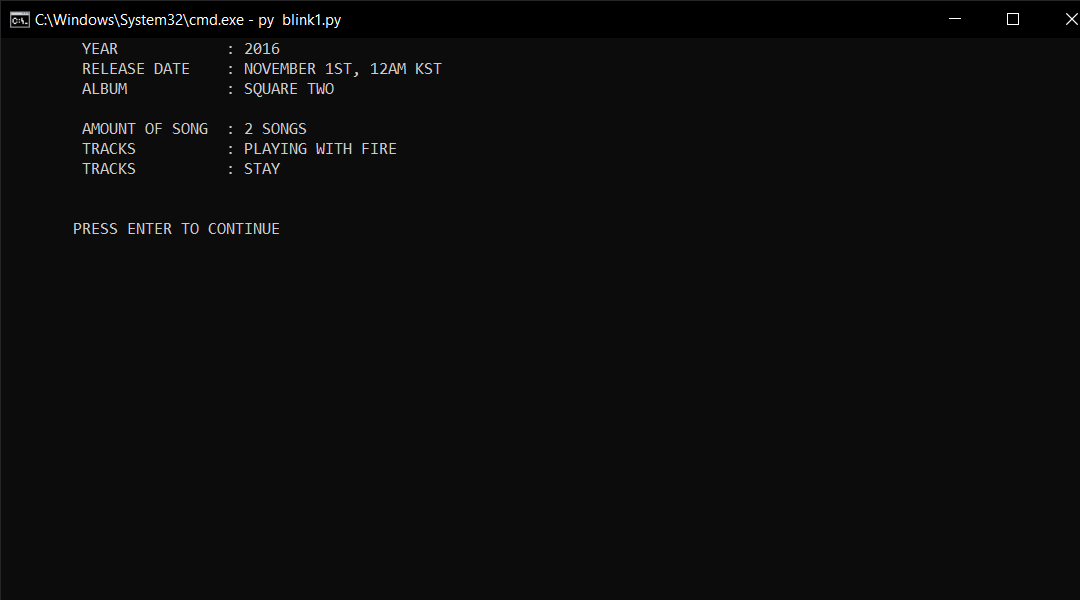 C:\Windows\System32\cmd.exe - py  blink1.py
YEAR : 2016
RELEASE DATE : NOVEMBER 1ST, 12AM KST
ALBUM : SQUARE TWO
AMOUNT OF SONG : 2 SONGS
TRACKS : PLAYING WITH FIRE
TRACKS : STAY
PRESS ENTER TO CONTINUE